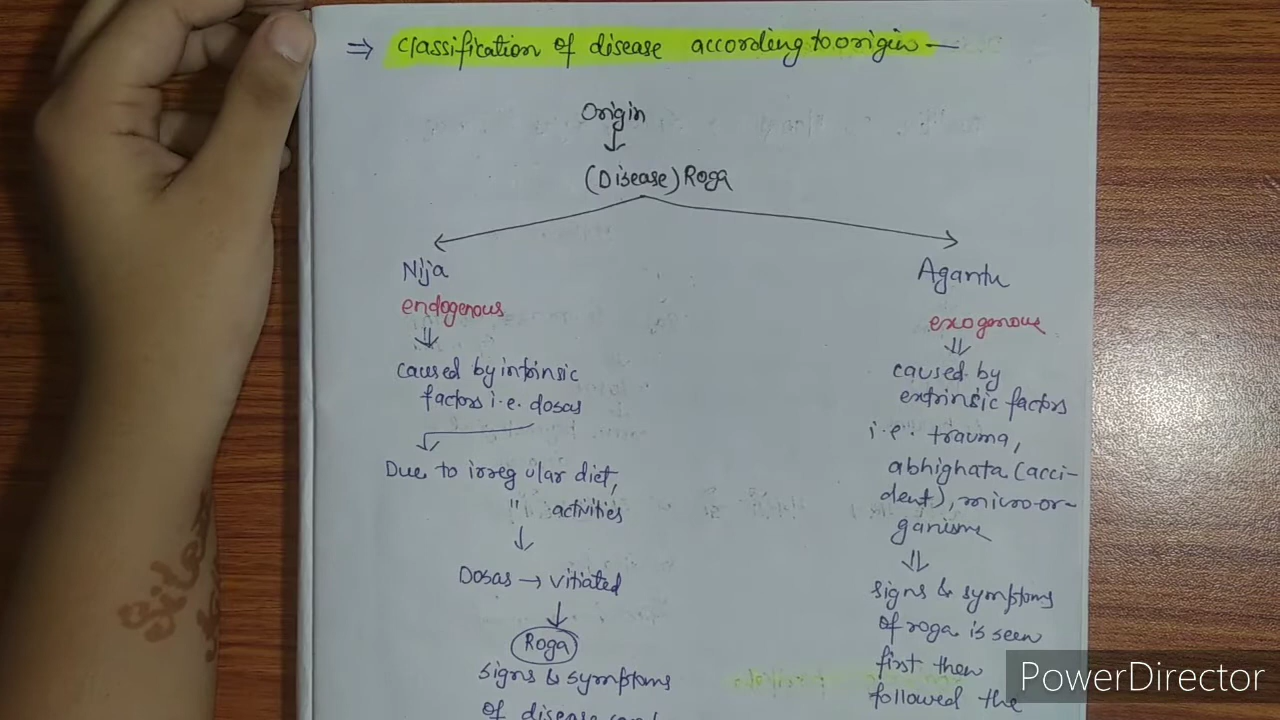 ⇒ classification of disease according to origin —
Origin
↓
(Disease) Roga
Nija
endogenous
⇓
caused by intrinsic
factors i.e. dosas
Due to irregular diet,
" activities
↓
Dosas → vitiated
↓
Roga
signs & symptoms
of disease
Agantu
exogenous
⇓
caused by
extrinsic factors
i.e. trauma,
abhighata (acci-
dent), micro-or-
ganisms
⇓
signs & symptoms
of roga is seen
first then
followed the
PowerDirector